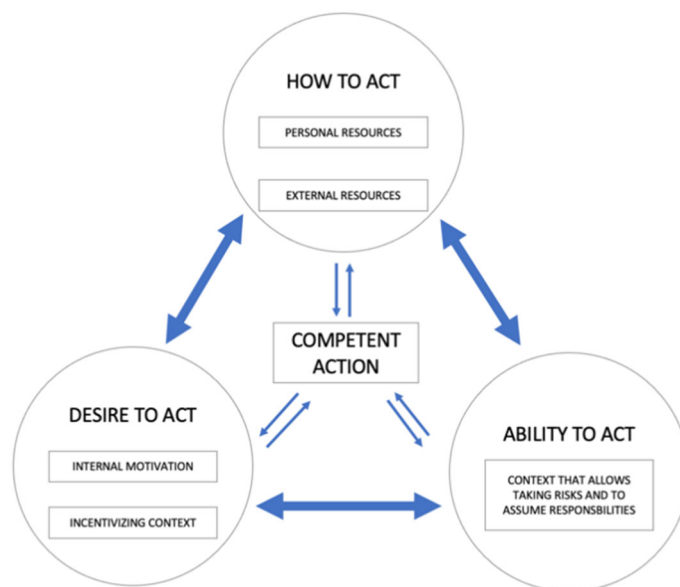 HOW TO ACT
PERSONAL RESOURCES
EXTERNAL RESOURCES
COMPETENT
ACTION
DESIRE TO ACT
INTERNAL MOTIVATION
INCENTIVIZING CONTEXT
ABILITY TO ACT
CONTEXT THAT ALLOWS
TAKING RISKS AND TO
ASSUME RESPONSBILITIES